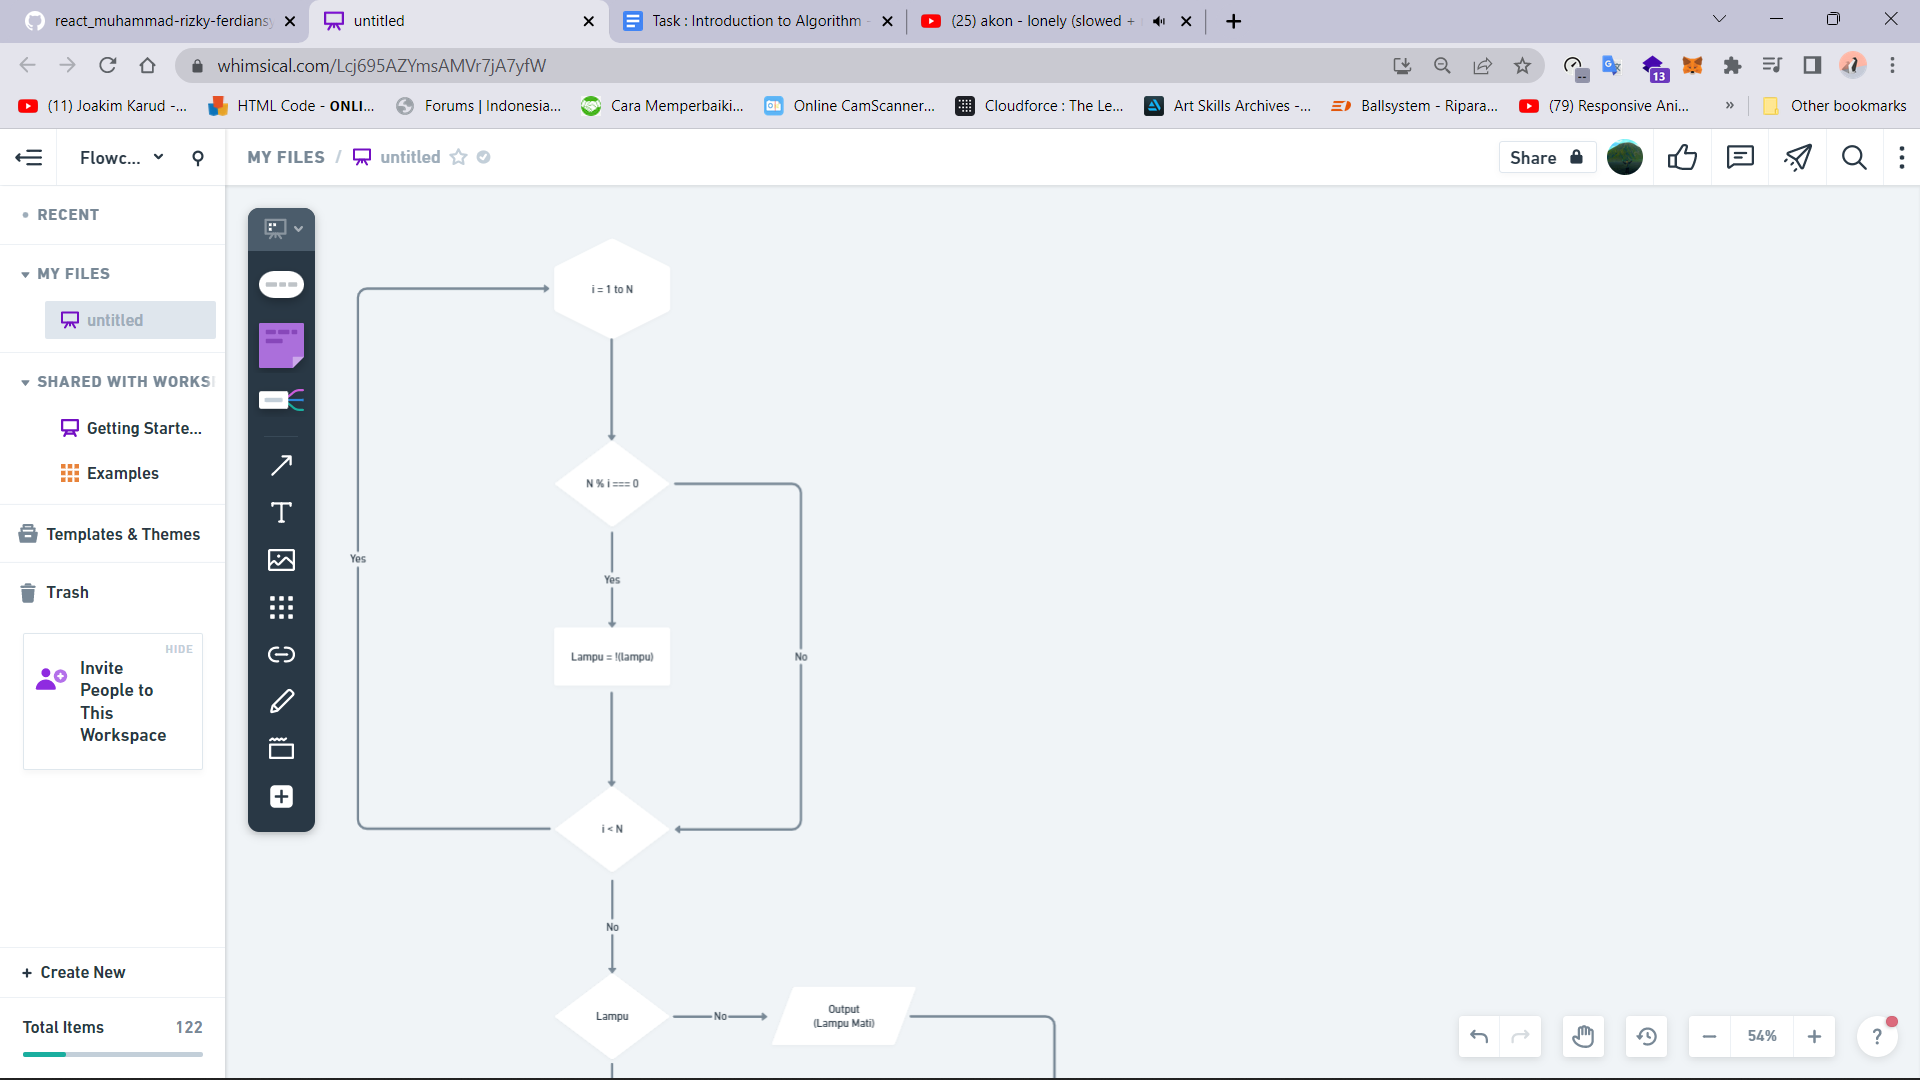 react_muhammad-rizky-ferdians
untitled
Task : Introduction to Algorithm -
(25) akon - lonely (slowed +
whimsical.com/Lcj695AZYmsAMVr7jA7yfW
13
(11) Joakim Karud -...
HTML Code - ONLI...
Forums | Indonesia...
Cara Memperbaiki...
Online CamScanner...
Cloudforce : The Le...
Art Skills Archives -...
Ballsystem - Ripara...
(79) Responsive Ani...
»
Other bookmarks
Flowc...
MY FILES / untitled
Share
RECENT
MY FILES
untitled
SHARED WITH WORKS
Getting Starte...
Examples
Templates & Themes
Trash
HIDE
Invite
People to
This
Workspace
+ Create New
Total Items 122
i = 1 to N
N % i === 0
Yes
Yes
Lampu = !(lampu)
No
i < N
No
Lampu
No
Output
(Lampu Mati)
54%
?